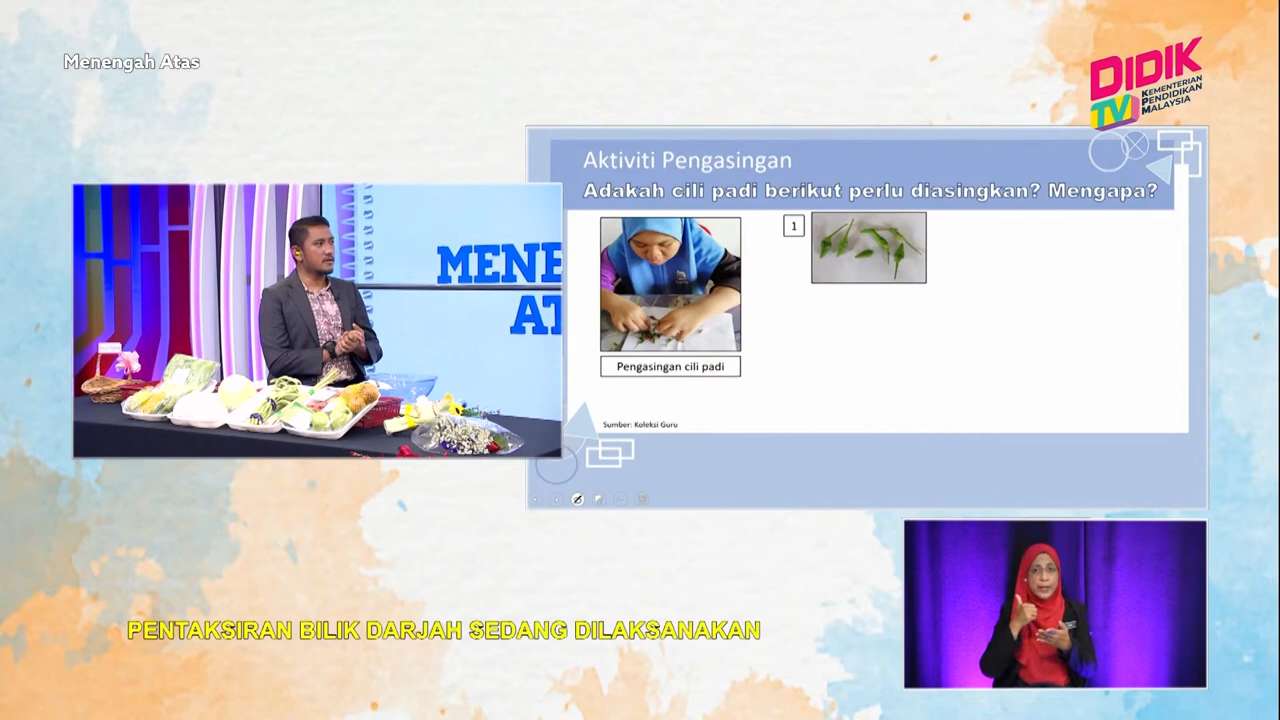 Menengah Atas
DIDIK
TV
KEMENTERIAN
PENDIDIKAN
MALAYSIA
Aktiviti Pengasingan
Adakah cili padi berikut perlu diasingkan? Mengapa?
MENE
AT
1
Pengasingan cili padi
Sumber: Koleksi Guru
PENTAKSIRAN BILIK DARJAH SEDANG DILAKSANAKAN